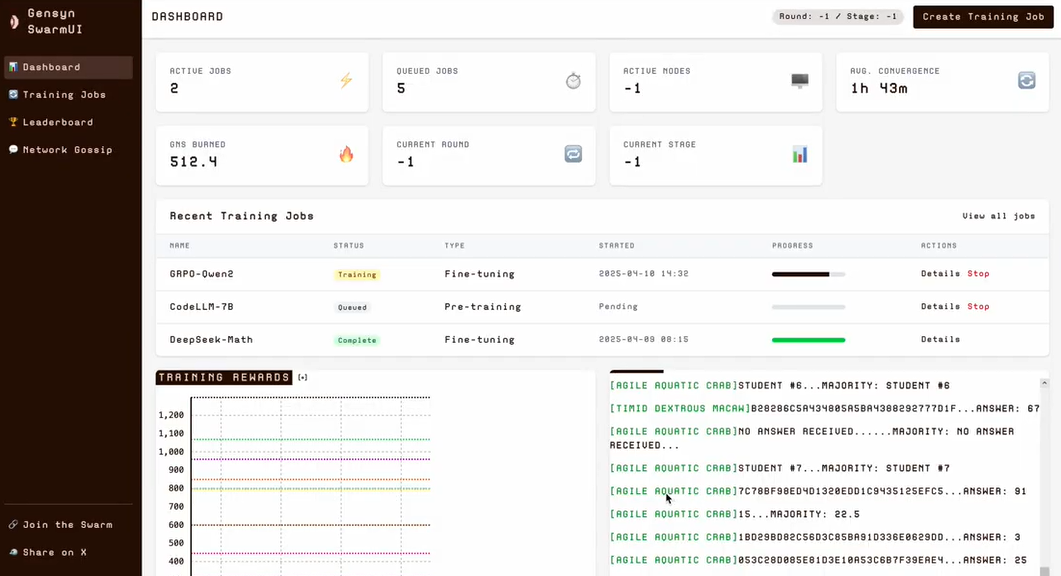 Gensyn
SwarmUI
DASHBOARD
Round: -1 / Stage: -1
Create Training Job
Dashboard
Training Jobs
Leaderboard
Network Gossip
Join the Swarm
Share on X
ACTIVE JOBS
2
QUEUED JOBS
5
ACTIVE NODES
-1
AVG. CONVERGENCE
1h 43m
GNS BURNED
512.4
CURRENT ROUND
-1
CURRENT STAGE
-1
Recent Training Jobs
View all jobs
NAME STATUS TYPE STARTED PROGRESS ACTIONS
GRPO-Qwen2 Training Fine-tuning 2025-04-10 14:32 Details Stop
CodeLLM-7B Queued Pre-training Pending Details Stop
DeepSeek-Math Complete Fine-tuning 2025-04-09 08:15 Details
TRAINING REWARDS [+]
1,200
1,100
1,000
900
800
700
600
500
400
[AGILE AQUATIC CRAB]STUDENT #6...MAJORITY: STUDENT #6
[TIMID DEXTROUS MACAW]...ANSWER: 67
[AGILE AQUATIC CRAB]NO ANSWER RECEIVED......MAJORITY: NO ANSWER
RECEIVED...
[AGILE AQUATIC CRAB]STUDENT #7...MAJORITY: STUDENT #7
[AGILE AQUATIC CRAB]...ANSWER: 91
[AGILE AQUATIC CRAB]15...MAJORITY: 22.5
[AGILE AQUATIC CRAB]...ANSWER: 3
[AGILE AQUATIC CRAB]...ANSWER: 25